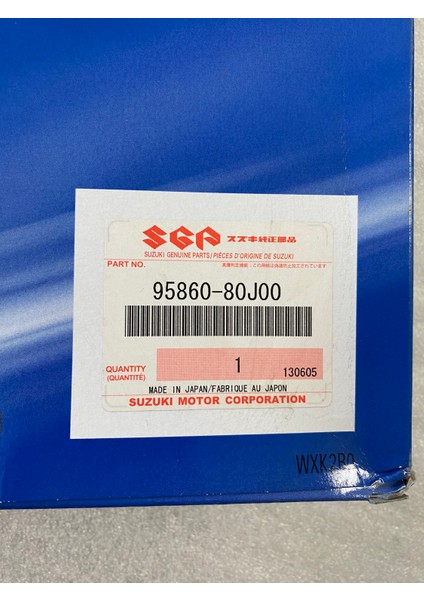 SGP スズキ純正部品
SUZUKI GENUINE PARTS/PIÈCES D'ORIGINE DE SUZUKI
PART NO.
95860-80J00
QUANTITY
(QUANTITÉ)
1
130605
MADE IN JAPAN/FABRIQUE AU JAPON
SUZUKI MOTOR CORPORATION